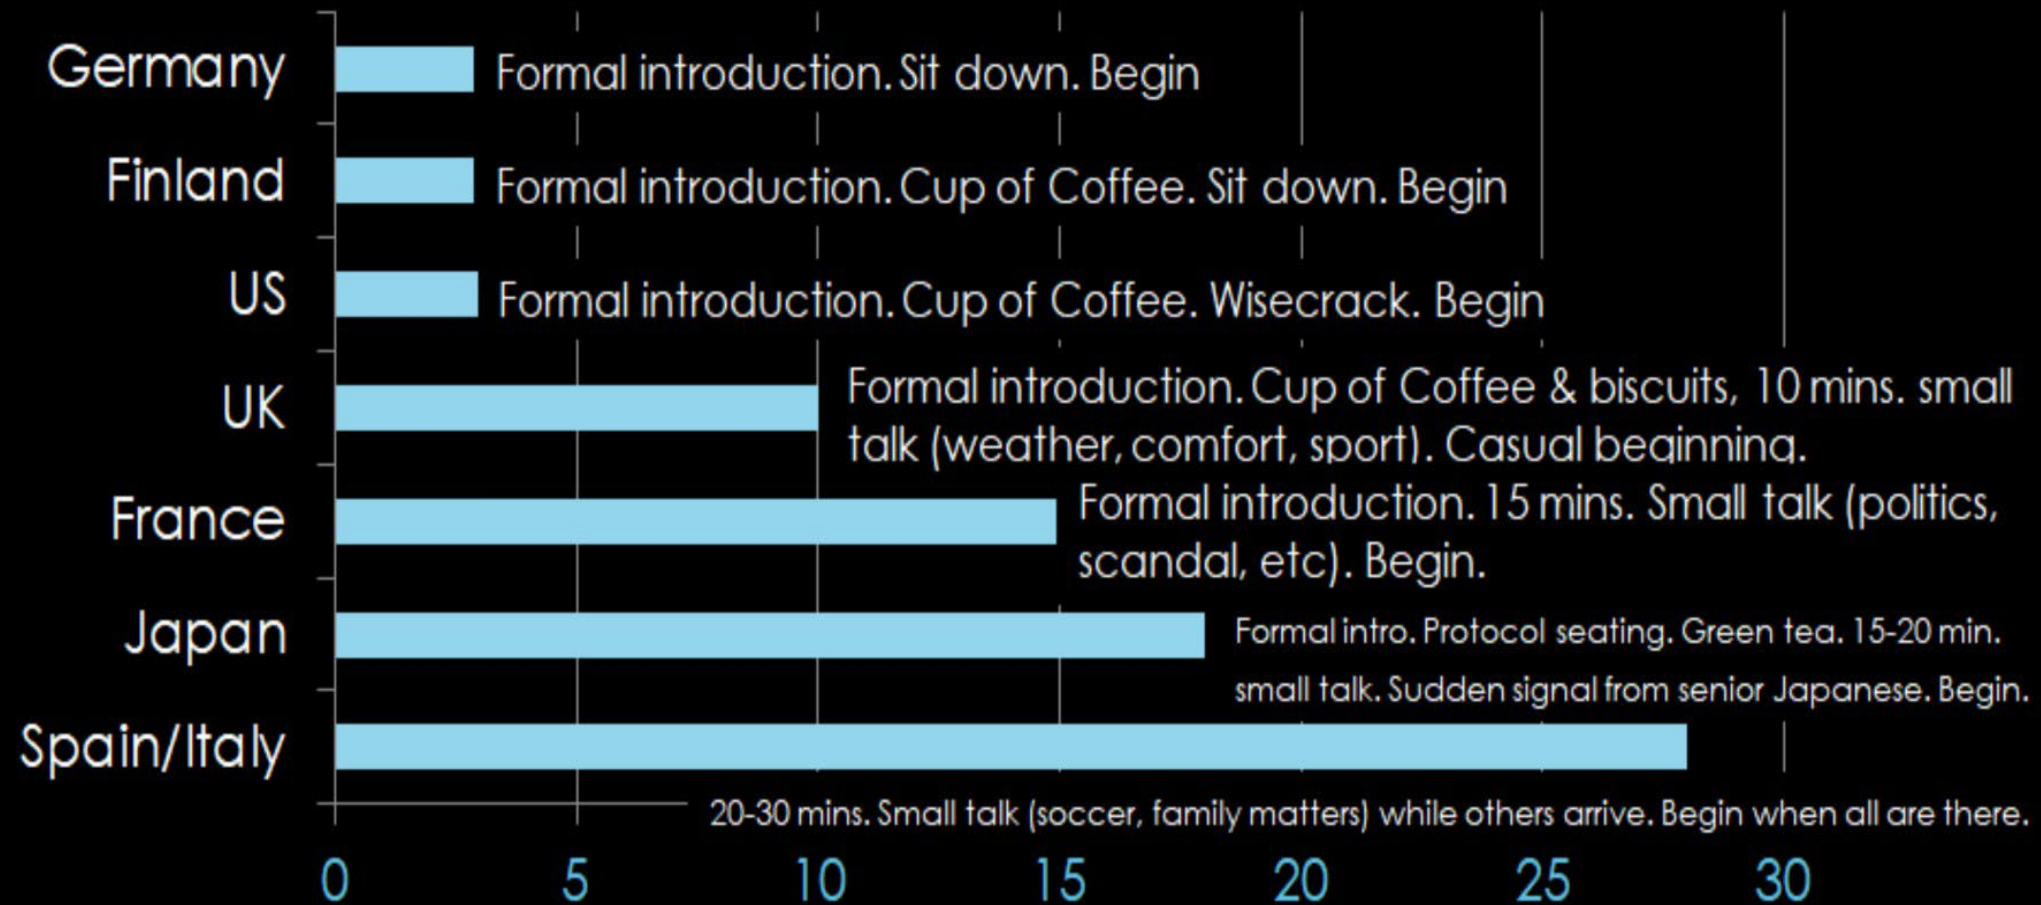 Germany
Formal introduction. Sit down. Begin
Finland
Formal introduction. Cup of Coffee. Sit down. Begin
US
Formal introduction. Cup of Coffee. Wisecrack. Begin
UK
Formal introduction. Cup of Coffee & biscuits, 10 mins. small
talk (weather, comfort, sport). Casual beginning.
France
Formal introduction. 15 mins. Small talk (politics,
scandal, etc). Begin.
Japan
Formal intro. Protocol seating. Green tea. 15-20 min.
small talk. Sudden signal from senior Japanese. Begin.
Spain/Italy
20-30 mins. Small talk (soccer, family matters) while others arrive. Begin when all are there.
0 5 10 15 20 25 30